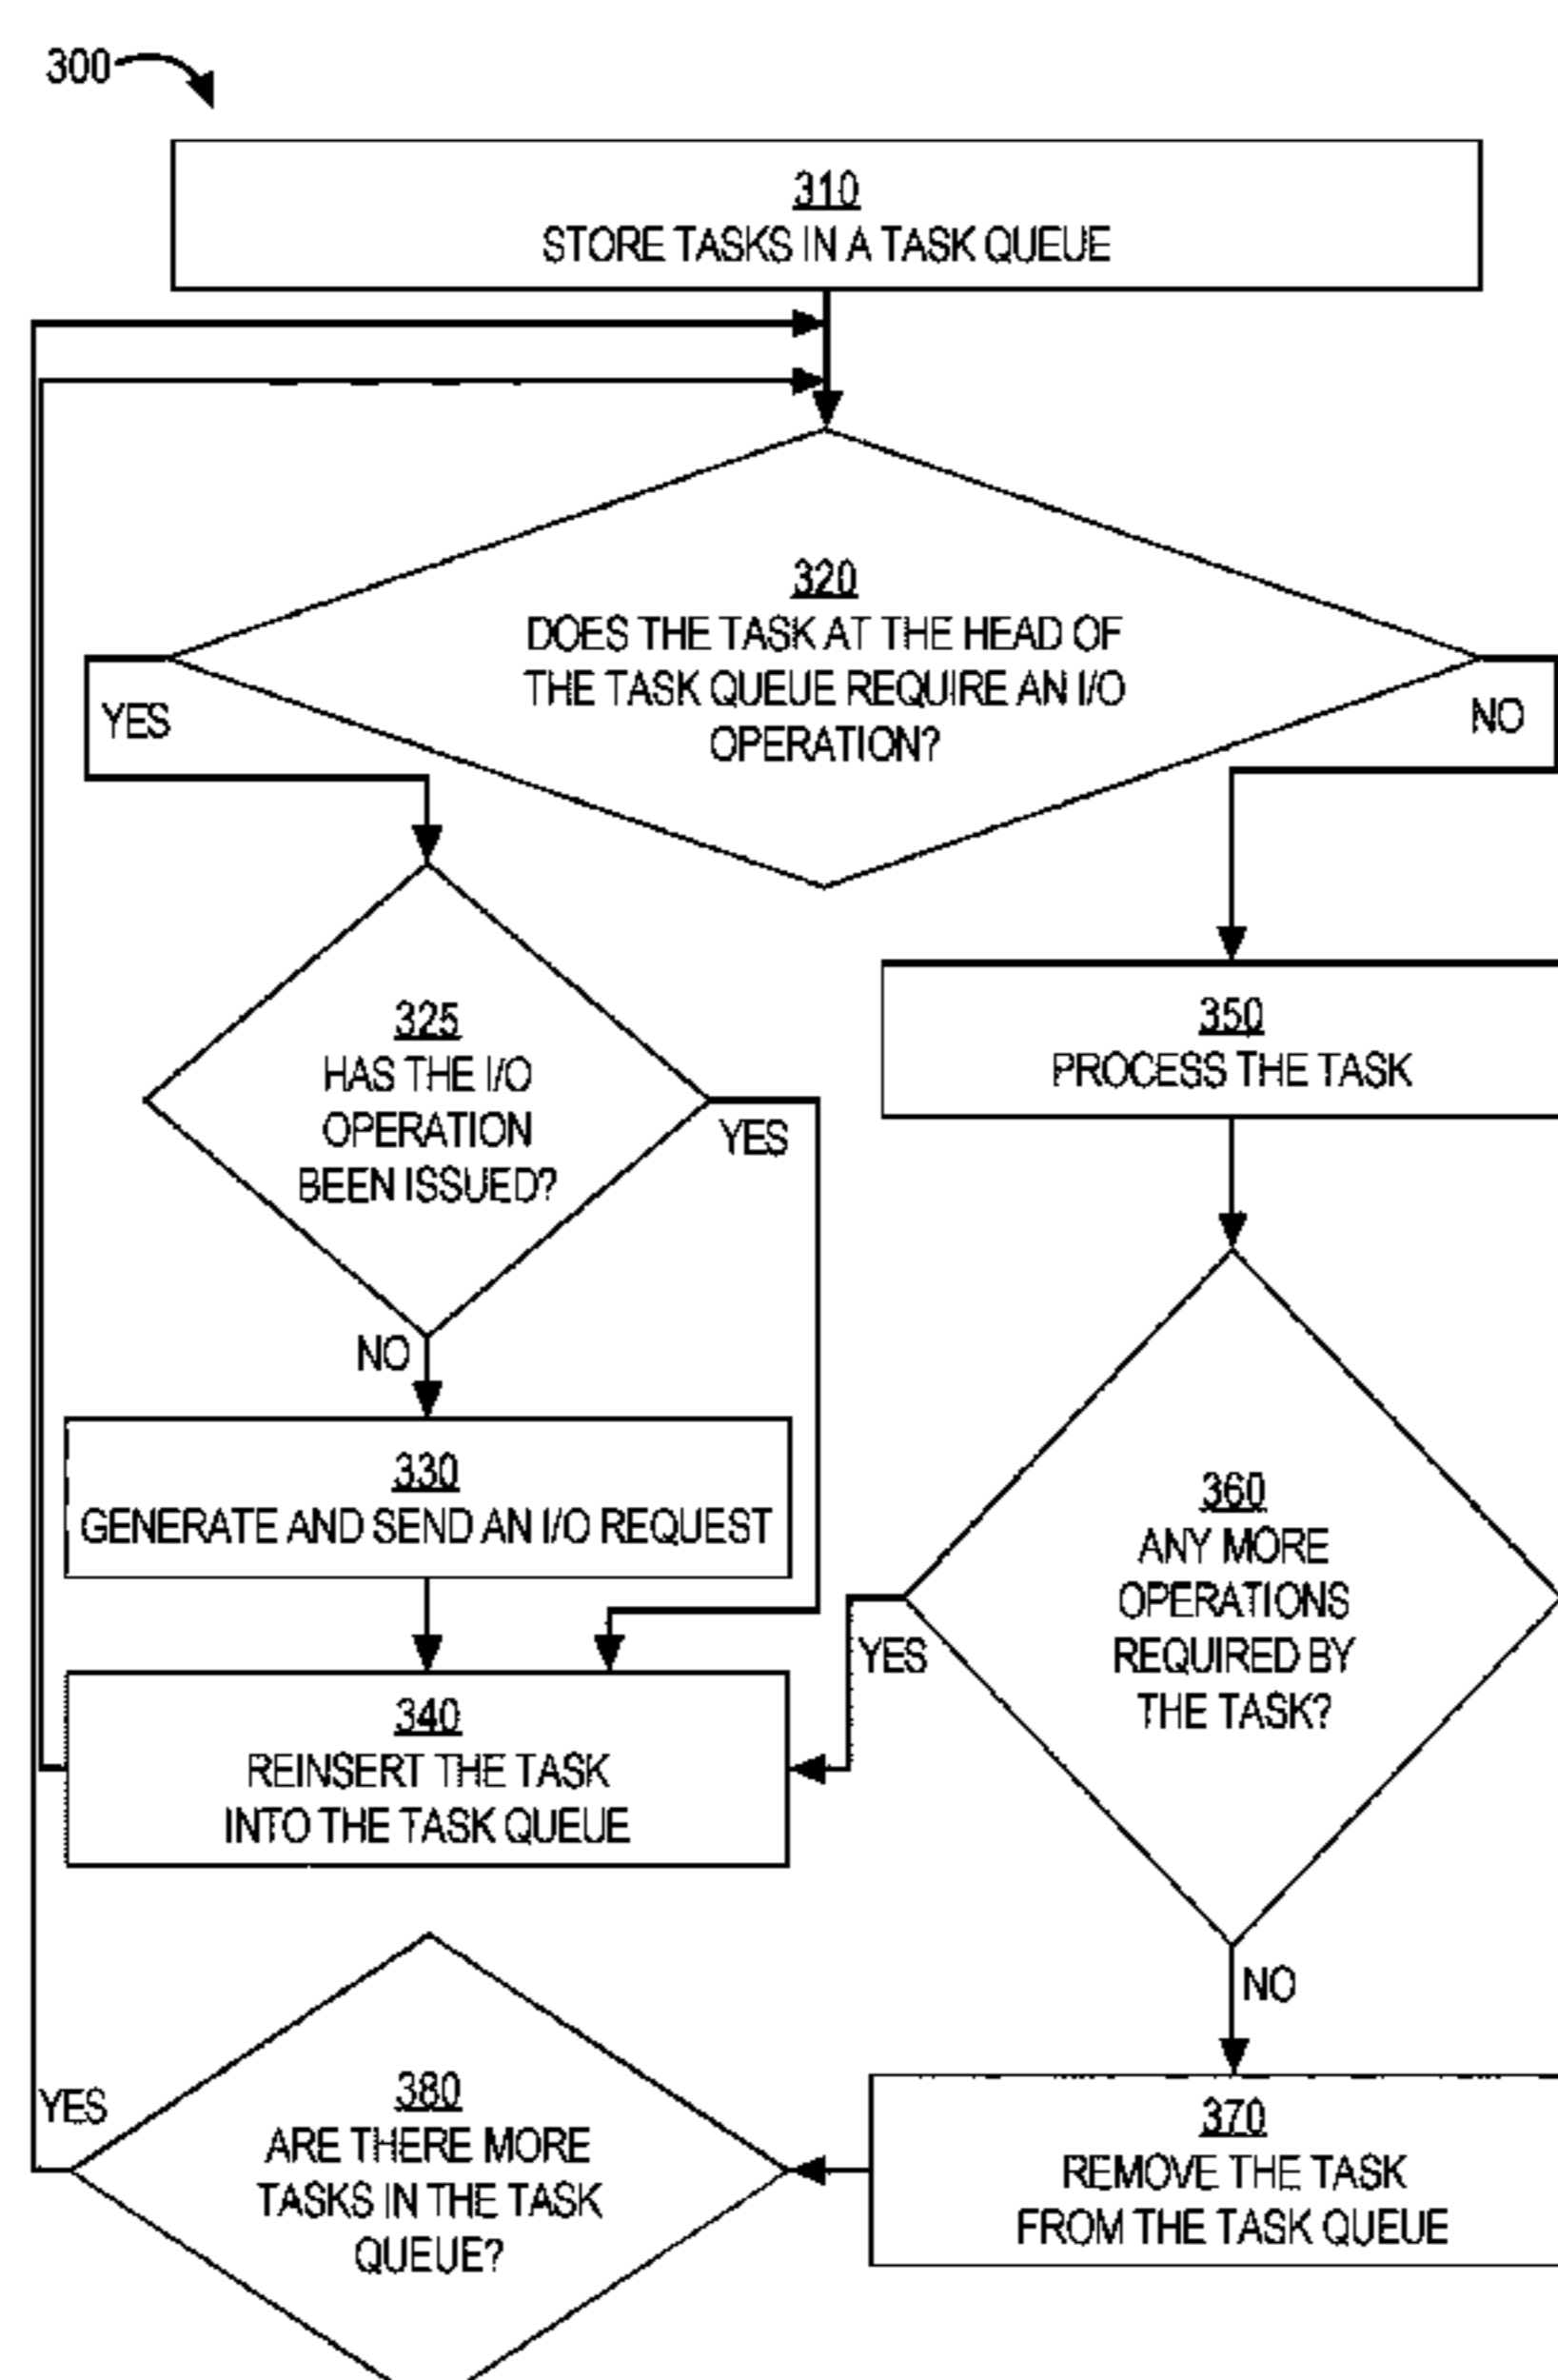 300
310
STORE TASKS IN A TASK QUEUE
320
DOES THE TASK AT THE HEAD OF
THE TASK QUEUE REQUIRE AN I/O
OPERATION?
YES
NO
325
HAS THE I/O
OPERATION
BEEN ISSUED?
YES
NO
350
PROCESS THE TASK
330
GENERATE AND SEND AN I/O REQUEST
360
ANY MORE
OPERATIONS
REQUIRED BY
THE TASK?
YES
NO
340
REINSERT THE TASK
INTO THE TASK QUEUE
370
REMOVE THE TASK
FROM THE TASK QUEUE
380
ARE THERE MORE
TASKS IN THE TASK
QUEUE?
YES